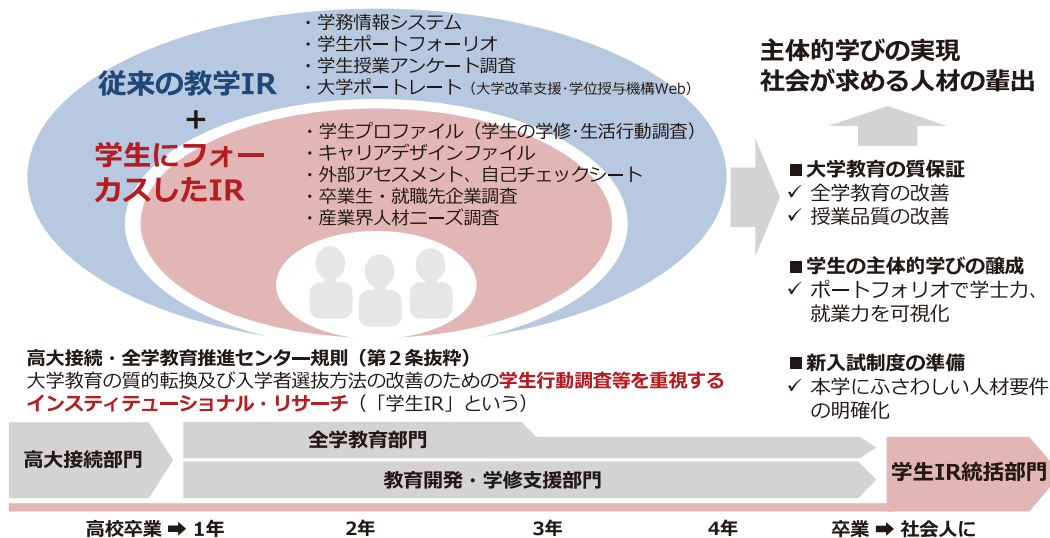 ・学務情報システム
・学生ポートフォーリオ
・学生授業アンケート調査
・大学ポートレート（大学改革支援･学位授与機構Web）
従来の教学IR
+
学生にフォー
カスしたIR
・学生プロファイル（学生の学修･生活行動調査）
・キャリアデザインファイル
・外部アセスメント、自己チェックシート
・卒業生・就職先企業調査
・産業界人材ニーズ調査
主体的学びの実現
社会が求める人材の輩出
■大学教育の質保証
✓ 全学教育の改善
✓ 授業品質の改善
■学生の主体的学びの醸成
✓ ポートフォリオで学士力、
就業力を可視化
■新入試制度の準備
✓ 本学にふさわしい人材要件
の明確化
高大接続・全学教育推進センター規則（第２条抜粋）
大学教育の質的転換及び入学者選抜方法の改善のための学生行動調査等を重視する
インスティテューショナル・リサーチ（「学生IR」という）
高大接続部門
全学教育部門
教育開発・学修支援部門
学生IR統括部門
高校卒業 ➡ 1年 2年 3年 4年 卒業 ➡ 社会人に